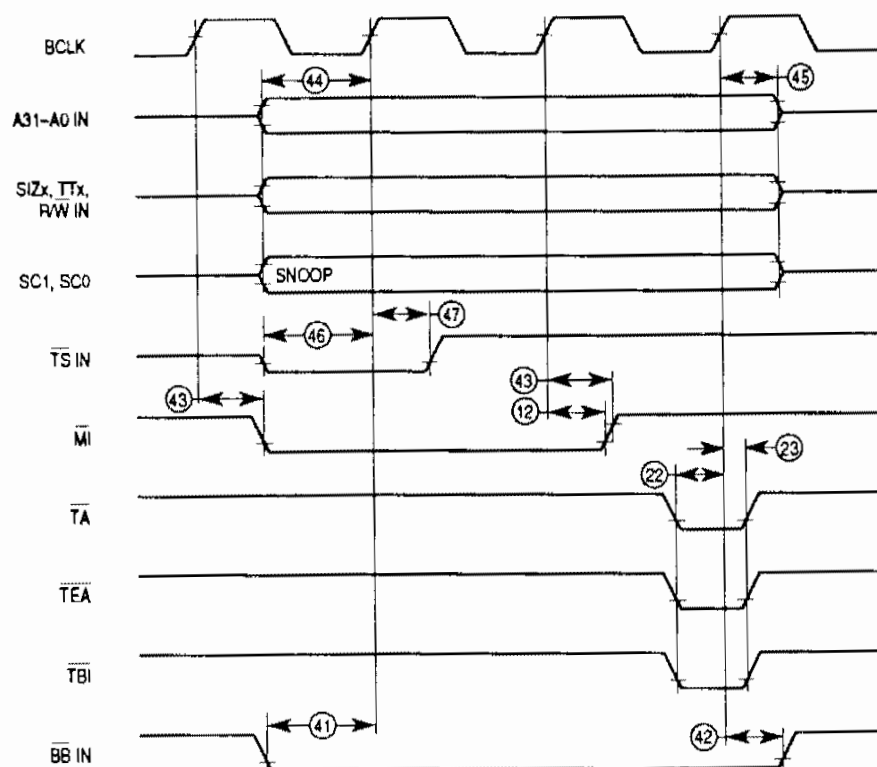 BCLK
44
45
A31-A0 IN
SIZx, TTx,
R/W IN
SC1, SC0
SNOOP
46
47
TS IN
43
43
12
MI
22
23
TA
TEA
TBI
41
42
BB IN